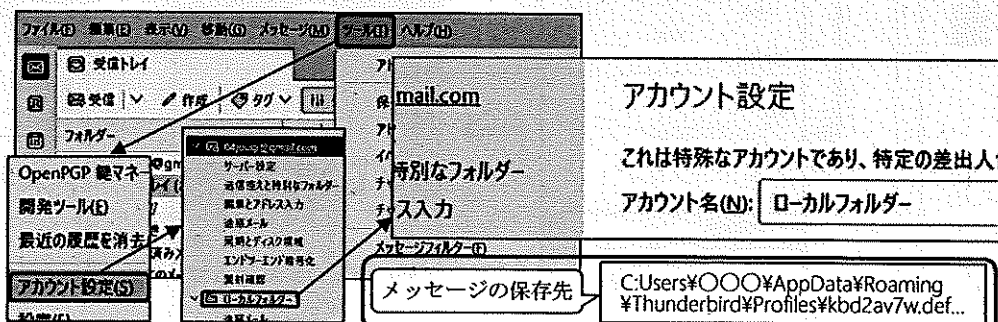 ファイル(F) 編集(E) 表示(V) 移動(G) メッセージ(M) ツール(T) ヘルプ(H)
受信トレイ
受信 作成 タグ
フォルダー
mail.com
特別なフォルダー
ス入力
メッセージフィルター(F)
アカウント設定
これは特殊なアカウントであり、特定の差出人
アカウント名(N): ローカルフォルダー
OpenPGP 鍵マネ
開発ツール(E)
最近の履歴を消去
アカウント設定(S)
サーバー設定
送信控えと特別なフォルダー
編集とアドレス入力
迷惑メール
同期とディスク領域
エンドツーエンド暗号化
開封確認
ローカルフォルダー
迷惑メール
メッセージの保存先
C:Users¥〇〇〇¥AppData¥Roaming
¥Thunderbird¥Profiles¥kbd2av7w.def...